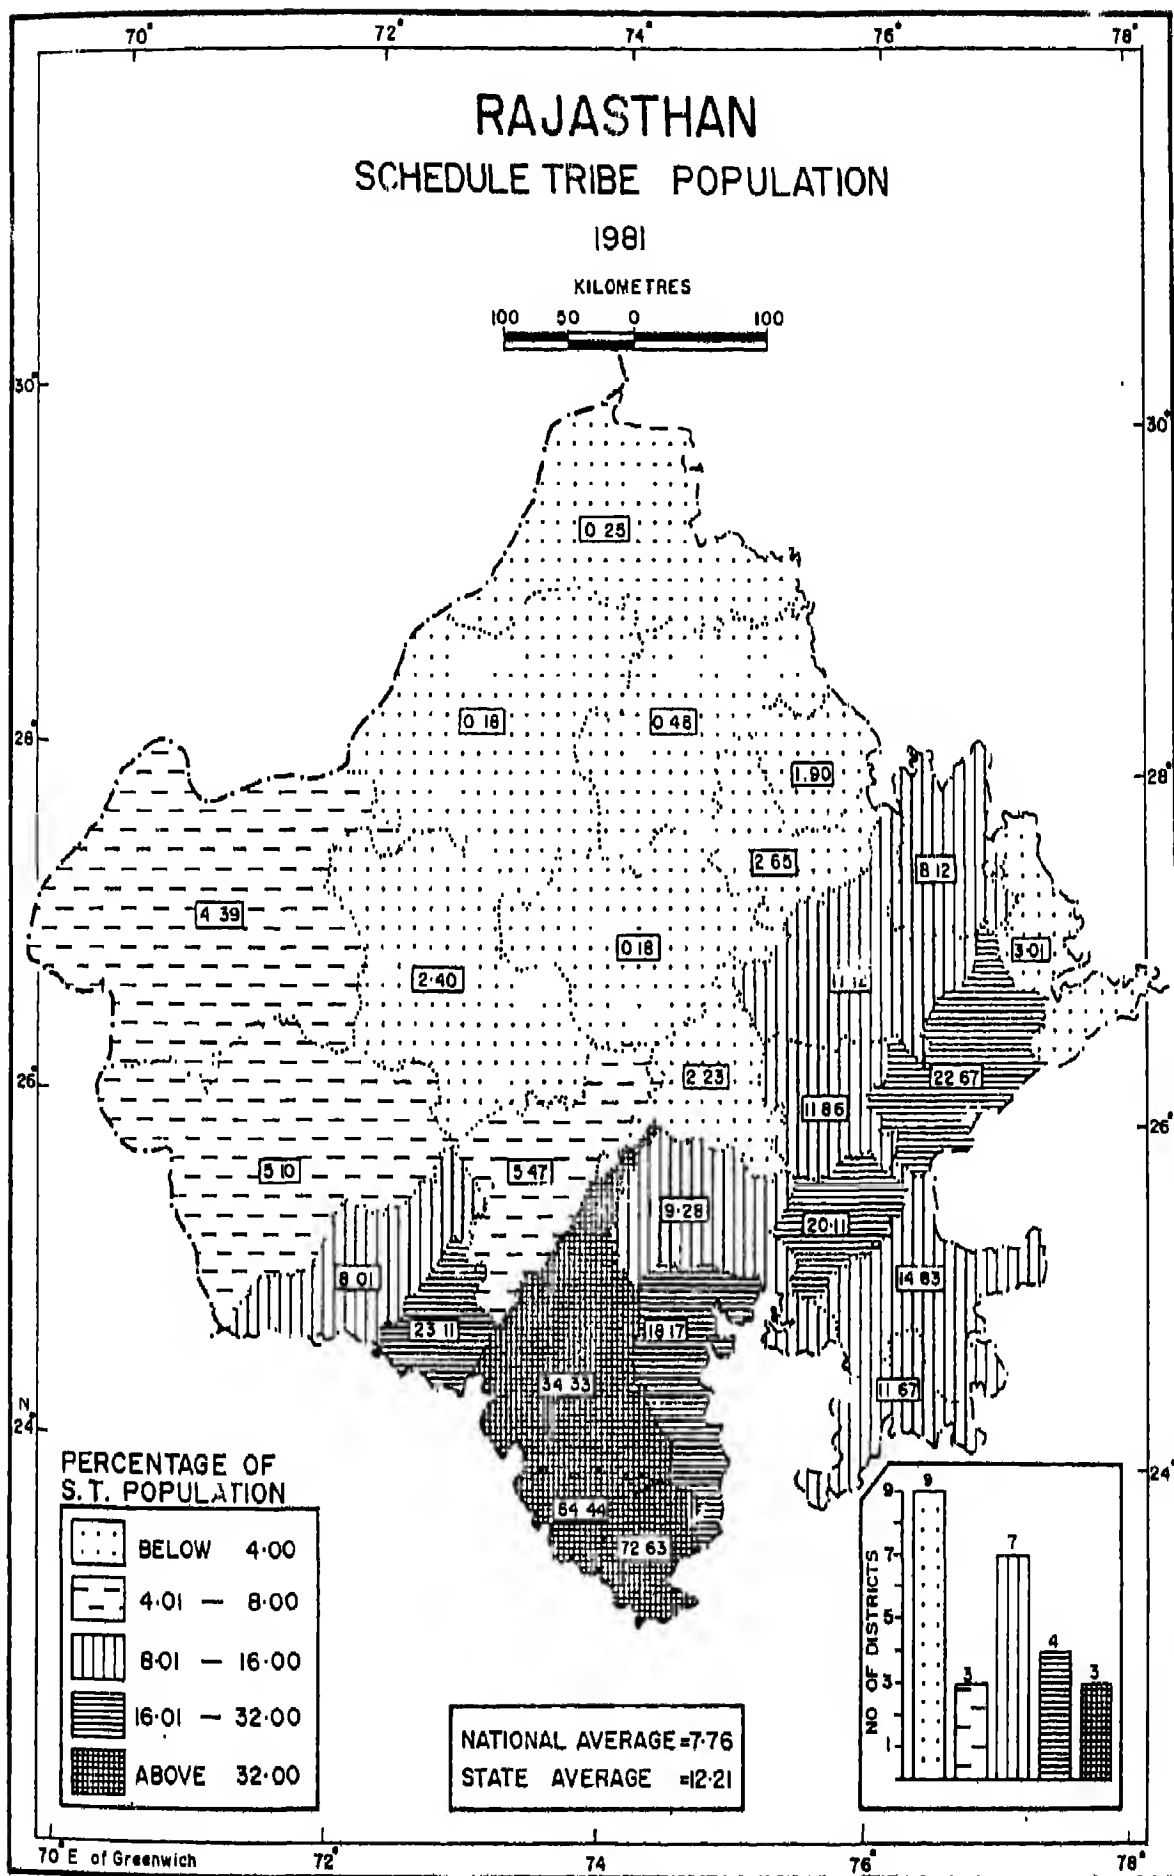 70° 72° 74° 76° 78°
RAJASTHAN
SCHEDULE TRIBE POPULATION
1981
KILOMETRES
100 50 0 100
30° 30°
0 25
0 18 0 48
28° 28°
1.90
2 65 8 12
4 39
0 18 3.01
2.40
26° 2 23 22 67
11 86 26°
5 10 5.47
9.28
20.11
8 01 14 83
23 11 18 17
34 33 11 67
N 24° 24°
64 44
72 63
PERCENTAGE OF
S.T. POPULATION
BELOW 4.00
4.01 — 8.00
8.01 — 16.00
16.01 — 32.00
ABOVE 32.00
NATIONAL AVERAGE =7.76
STATE AVERAGE =12.21
NO OF DISTRICTS
9 7 5 3 1
9 3 7 4 3
70° E of Greenwich 72° 74° 76° 78°